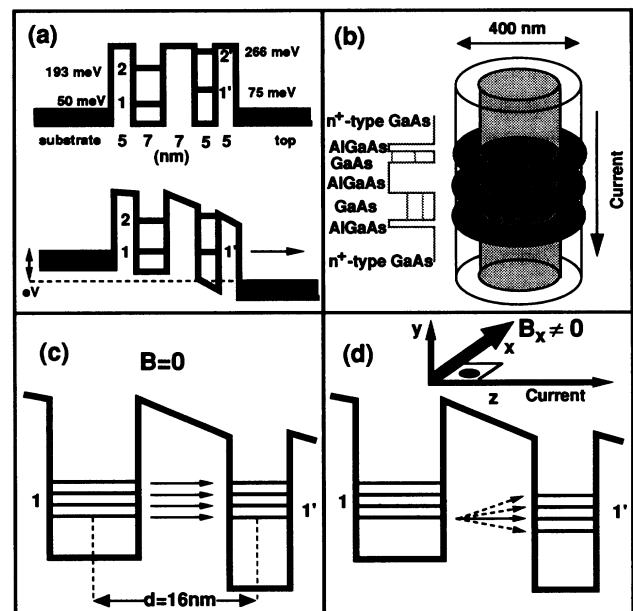 (a)
193 meV
50 meV
2
1
2'
1'
266 meV
75 meV
substrate
5 7 7 5 5
top
(nm)
2
1
1'
eV
(b)
400 nm
n⁺-type GaAs
AlGaAs
GaAs
AlGaAs
GaAs
AlGaAs
n⁺-type GaAs
Current
(c)
B=0
1
1'
d=16nm
(d)
y
x
Bₓ ≠ 0
z
Current
1
1'